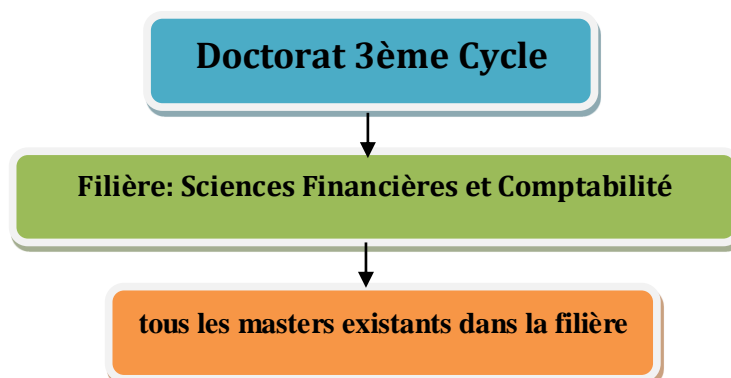 Doctorat 3ème Cycle
Filière: Sciences Financières et Comptabilité
tous les masters existants dans la filière